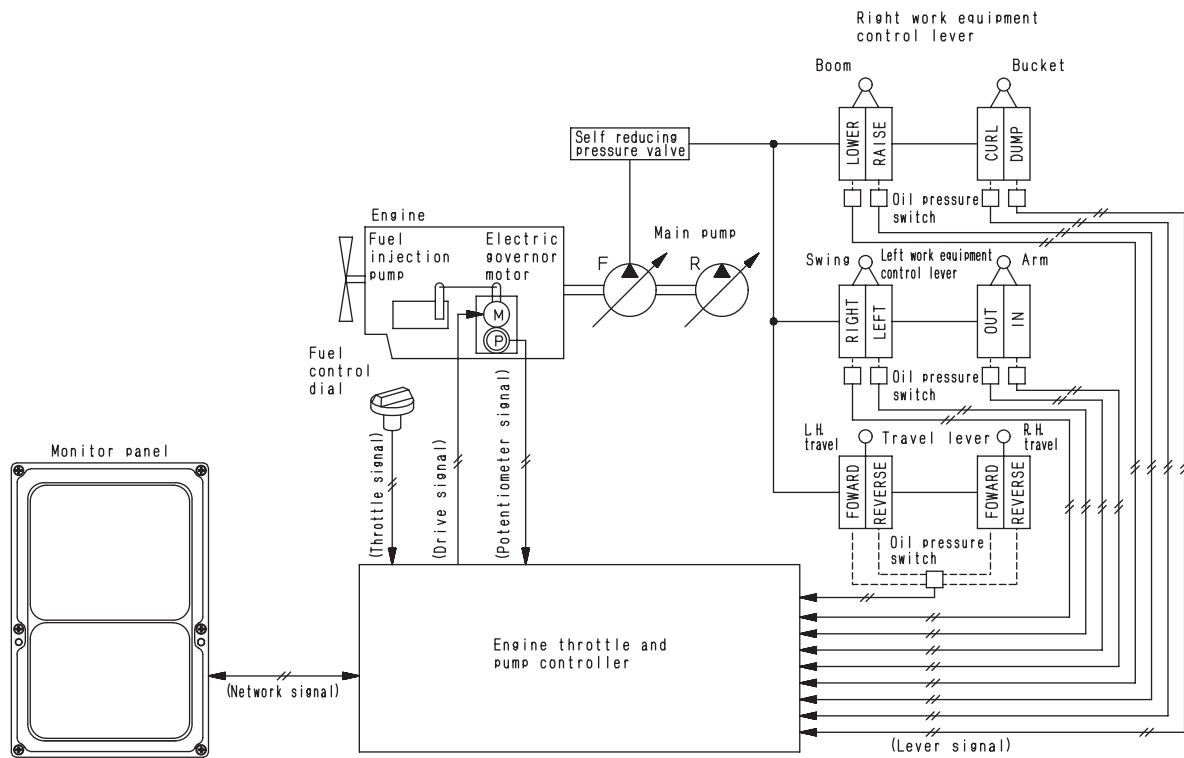 Right work equipment
control lever
Boom
Bucket
LOWER
RAISE
CURL
DUMP
Self reducing
pressure valve
Oil pressure
switch
Engine
Fuel
injection
pump
Electric
governor
motor
Main pump
F
R
M
P
Swing
Left work equipment
control lever
Arm
RIGHT
LEFT
OUT
IN
Oil pressure
switch
Fuel
control
dial
L.H.
travel
Travel lever
R.H.
travel
FOWARD
REVERSE
FOWARD
REVERSE
Oil pressure
switch
Monitor panel
(Throttle signal)
(Drive signal)
(Potentiometer signal)
Engine throttle and
pump controller
(Network signal)
(Lever signal)